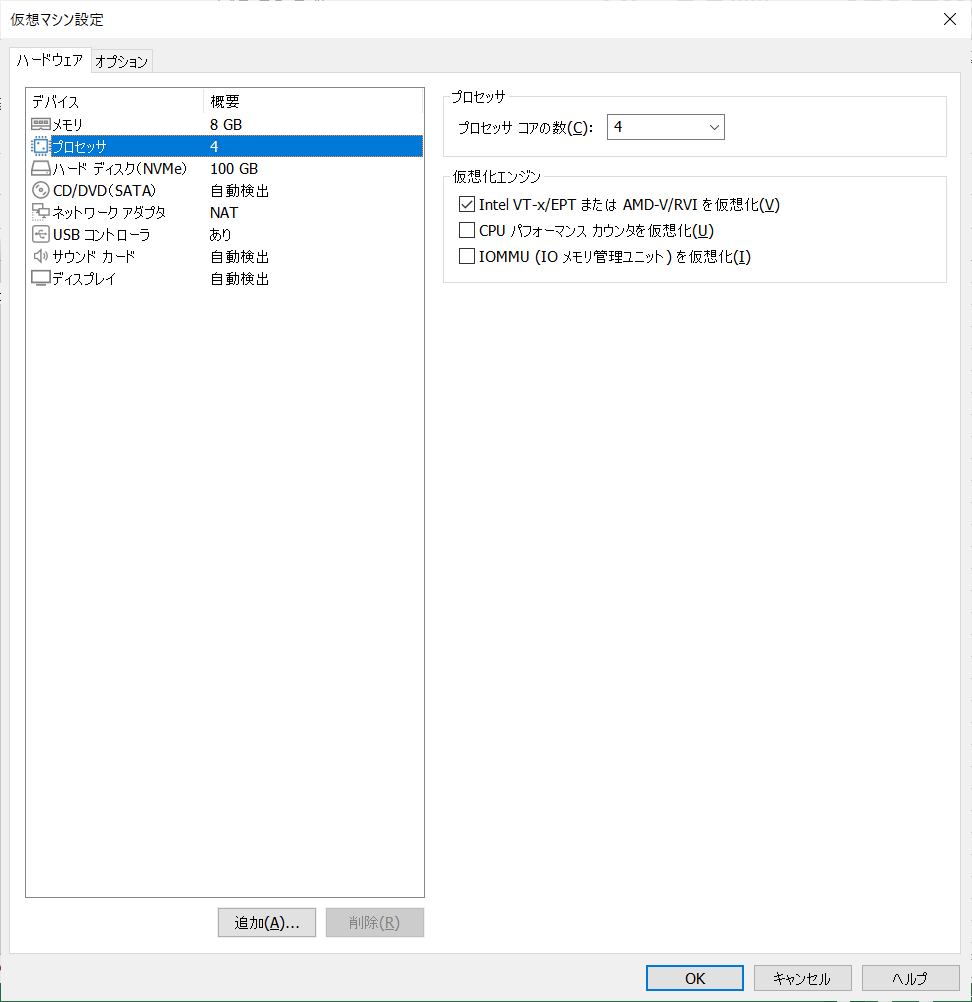 仮想マシン設定
ハードウェア オプション
デバイス 概要
メモリ 8 GB
プロセッサ 4
ハード ディスク(NVMe) 100 GB
CD/DVD(SATA) 自動検出
ネットワーク アダプタ NAT
USB コントローラ あり
サウンド カード 自動検出
ディスプレイ 自動検出
追加(A)... 削除(R)
プロセッサ
プロセッサ コアの数(C): 4
仮想化エンジン
Intel VT-x/EPT または AMD-V/RVI を仮想化(V)
CPU パフォーマンス カウンタを仮想化(U)
IOMMU (IO メモリ管理ユニット) を仮想化(I)
OK キャンセル ヘルプ